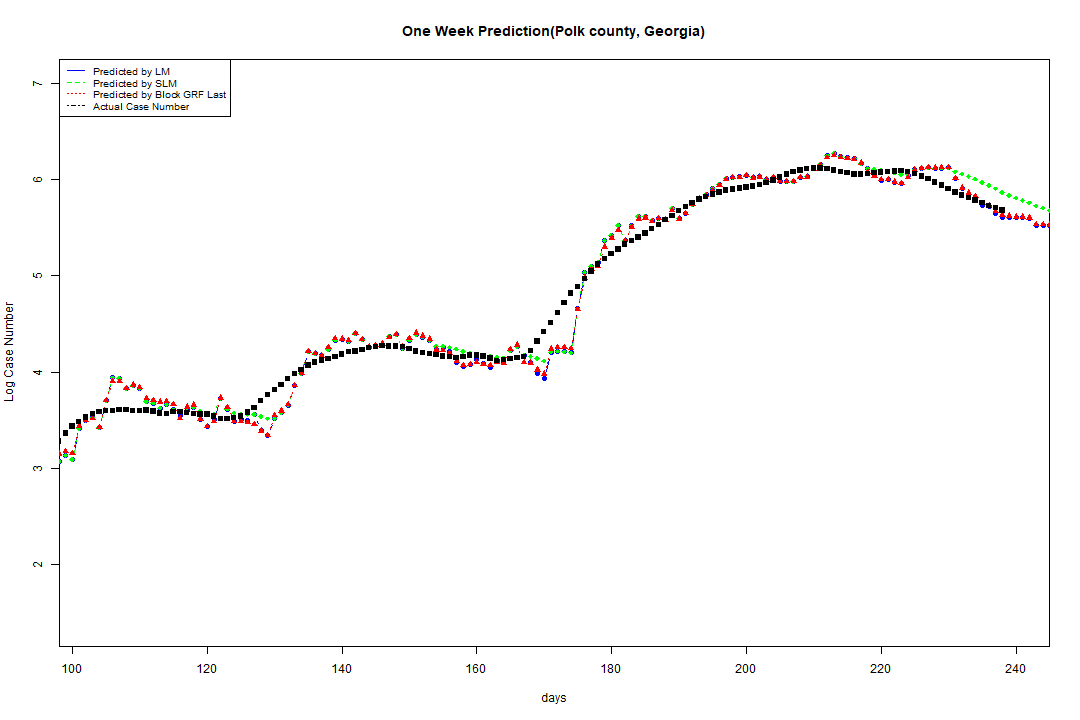 One Week Prediction(Polk county, Georgia)
Predicted by LM
Predicted by SLM
Predicted by Block GRF Last
Actual Case Number
7
6
5
4
3
2
Log Case Number
100 120 140 160 180 200 220 240
days